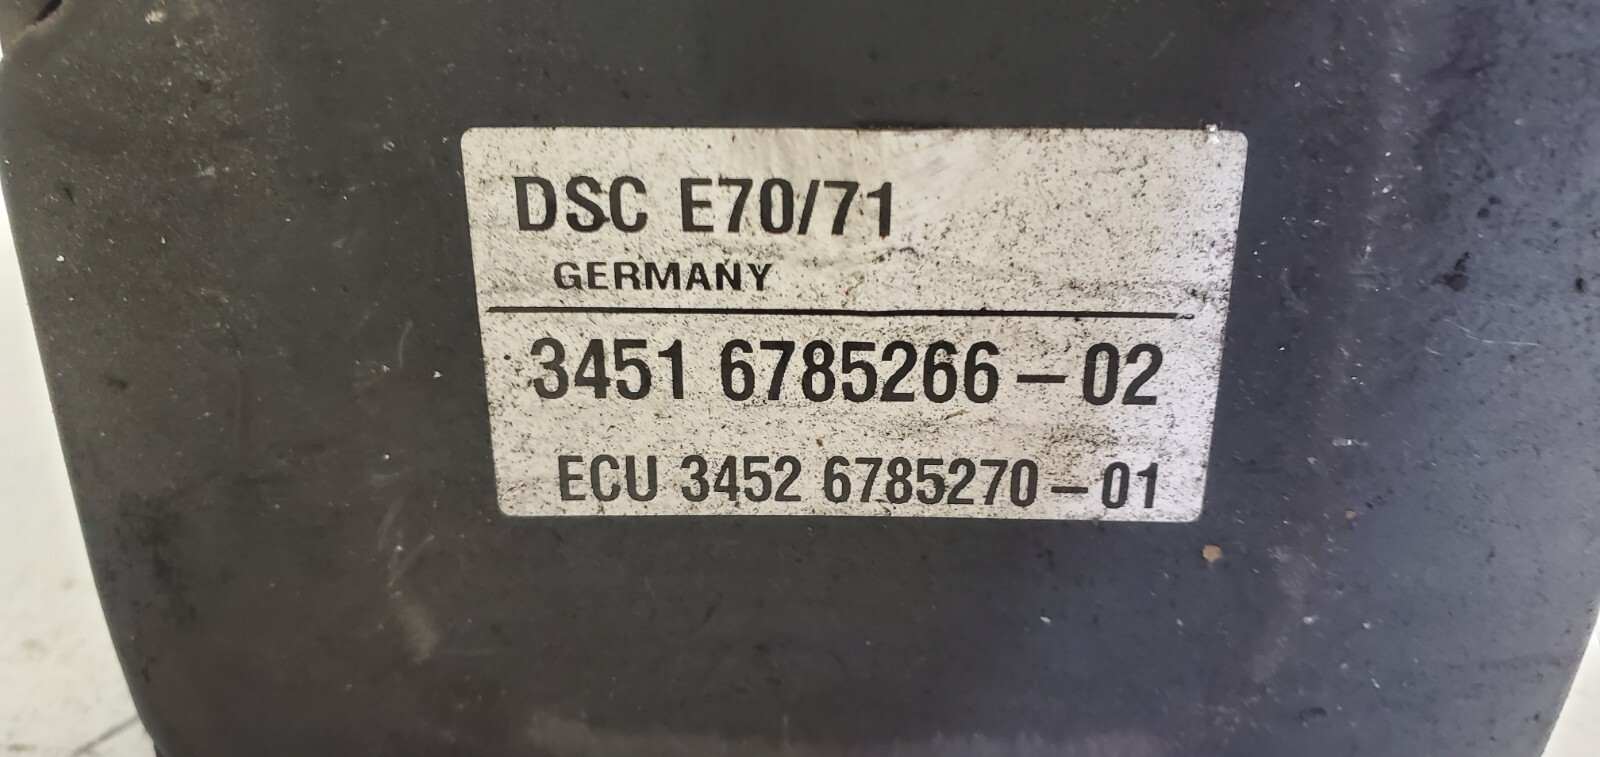 DSC E70/71
GERMANY
3451 6785266-02
ECU 3452 6785270-01